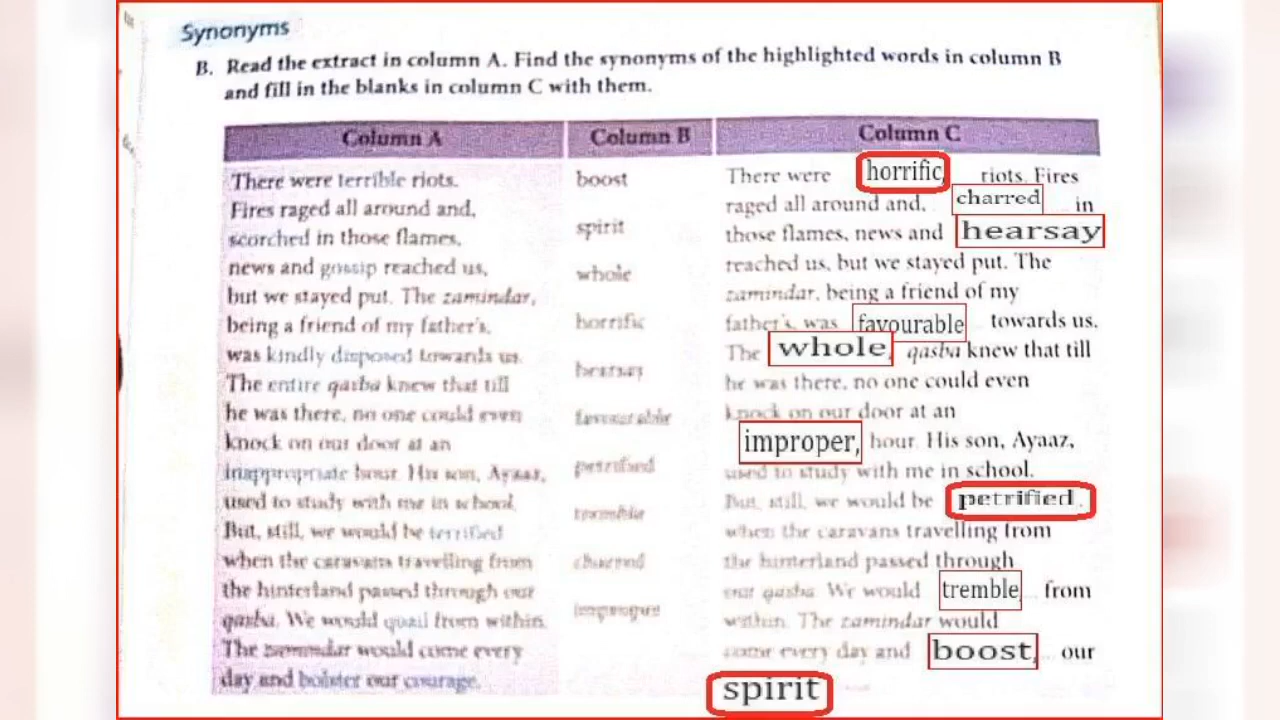 Synonyms
B. Read the extract in column A. Find the synonyms of the highlighted words in column B
and fill in the blanks in column C with them.
Column A
There were terrible riots.
Fires raged all around and,
scorched in those flames,
news and gossip reached us,
but we stayed put. The zamindar,
being a friend of my father's,
was kindly disposed towards us.
The entire qasba knew that till
he was there, no one could even
knock on our door at an
inappropriate hour. His son, Ayaaz,
used to study with me in school.
But, still, we would be terrified
when the caravans travelling from
the hinterland passed through our
qasba. We would quail from within.
The zamindar would come every
day and bolster our courage.
Column B
boost
spirit
whole
horrific
hearsay
favourable
petrified
tremble
charred
improper
Column C
There were horrific, riots. Fires
raged all around and, charred in
those flames, news and hearsay
reached us, but we stayed put. The
zamindar, being a friend of my
father's, was favourable towards us.
The whole, qasba knew that till
he was there, no one could even
knock on our door at an
improper, hour. His son, Ayaaz,
used to study with me in school.
But, still, we would be petrified.
when the caravans travelling from
the hinterland passed through
our qasba. We would tremble, from
within. The zamindar would
come every day and boost, our
spirit